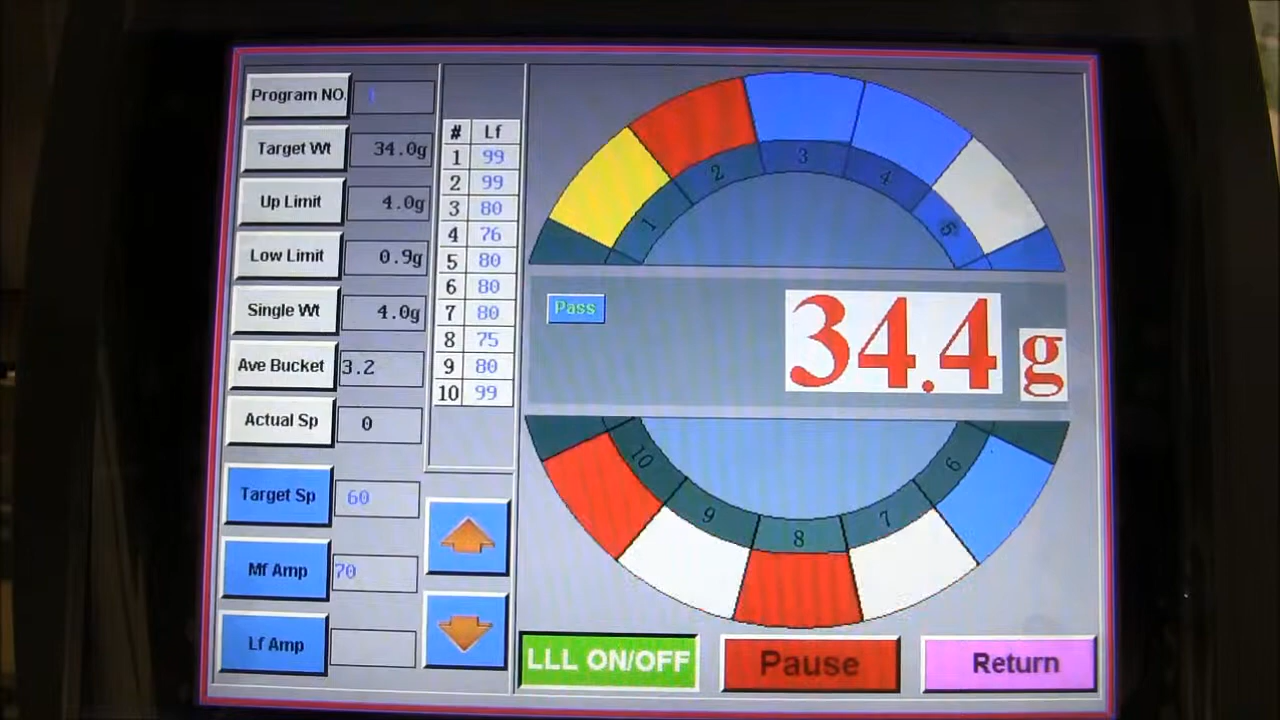 Program NO. 1
Target Wt 34.0g
Up Limit 4.0g
Low Limit 0.9g
Single Wt 4.0g
Ave Bucket 3.2
Actual Sp 0
Target Sp 60
Mf Amp 70
Lf Amp
# Lf
1 99
2 99
3 80
4 76
5 80
6 80
7 80
8 75
9 80
10 99
1 2 3 4 5
Pass
34.4 g
10 9 8 7 6
LLL ON/OFF
Pause
Return